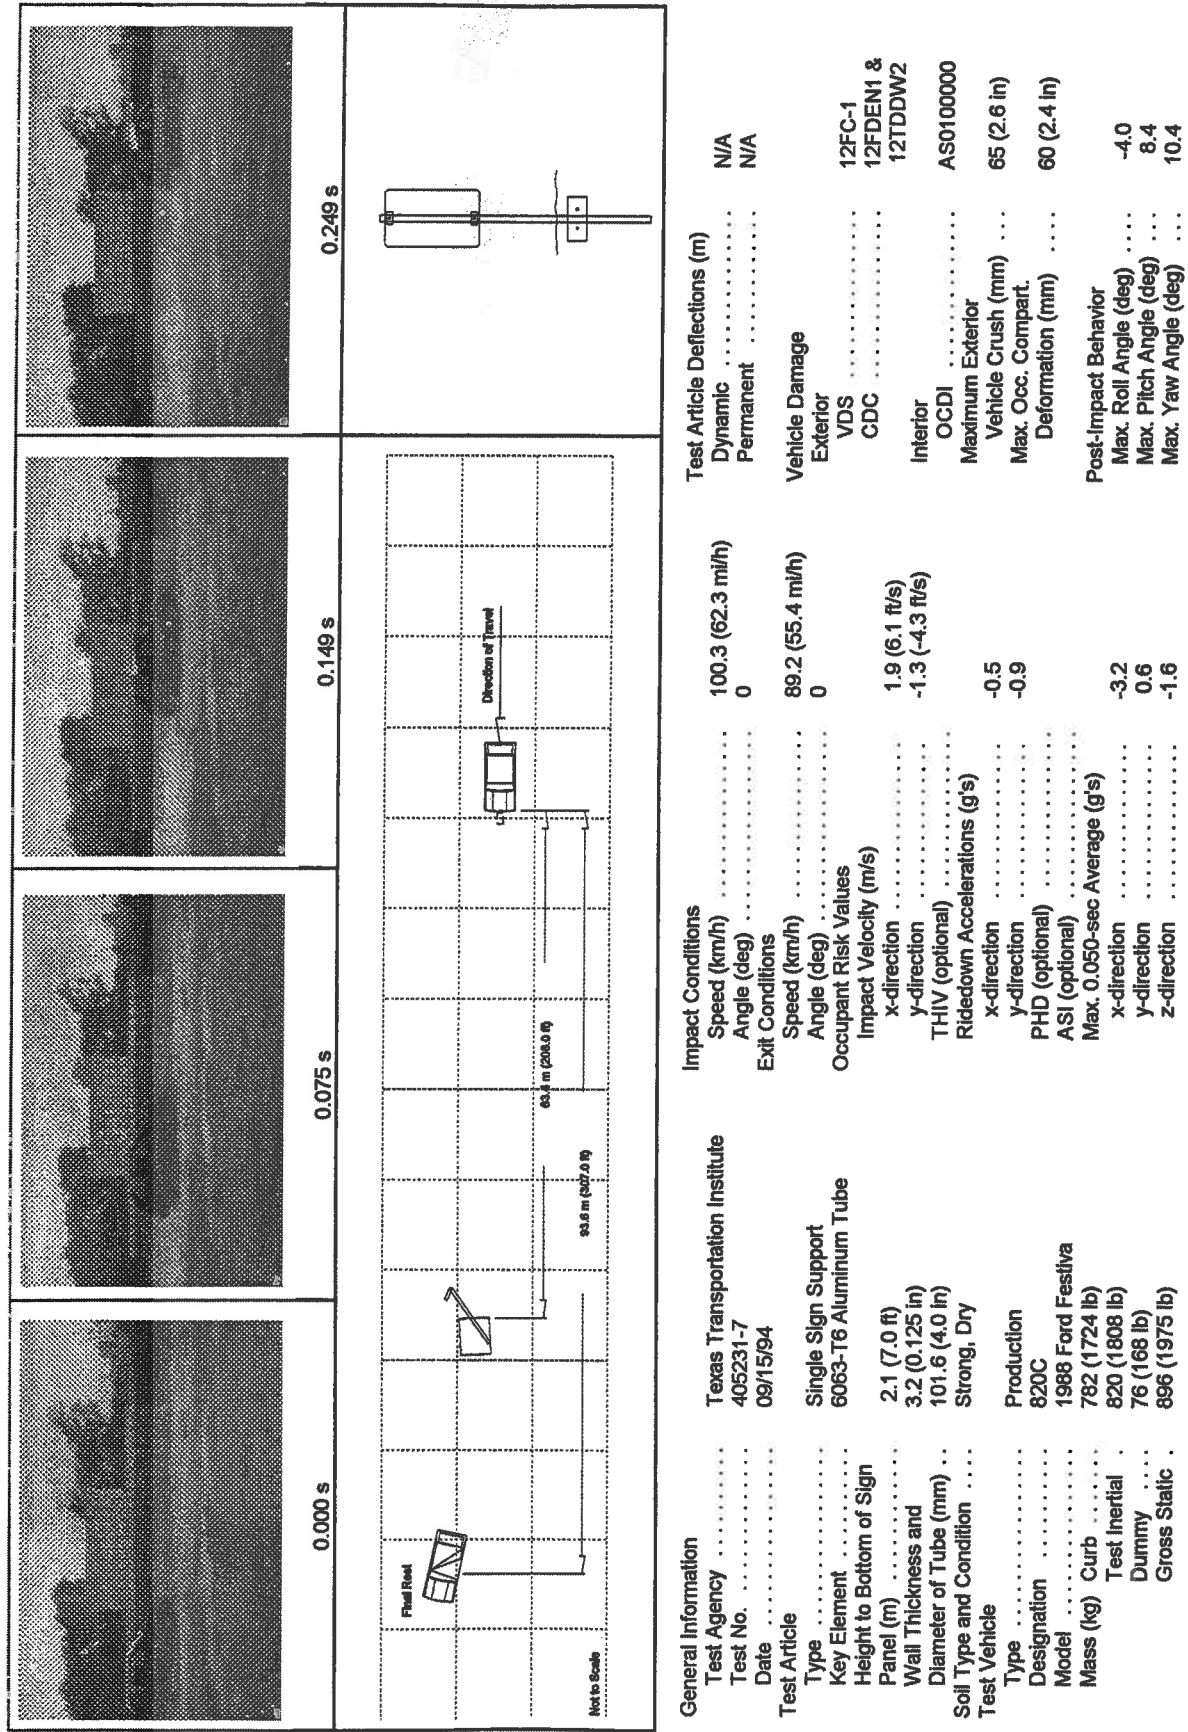 0.000 s
0.075 s
0.149 s
0.249 s
Direction of Travel
63.4 m (208.0 ft)
93.6 m (307.0 ft)
Final Rest
Not to Scale
General Information
Test Agency .............. Texas Transportation Institute
Test No. .............. 405231-7
Date .............. 09/15/94
Test Article
Type .............. Single Sign Support
Key Element .............. 6063-T6 Aluminum Tube
Height to Bottom of Sign
Panel (m) .............. 2.1 (7.0 ft)
Wall Thickness and 3.2 (0.125 in)
Diameter of Tube (mm) .. 101.6 (4.0 in)
Soil Type and Condition .... Strong, Dry
Test Vehicle
Type .............. Production
Designation .............. 820C
Model .............. 1988 Ford Festiva
Mass (kg) Curb ....... 782 (1724 lb)
Test Inertial . 820 (1808 lb)
Dummy .... 76 (168 lb)
Gross Static . 896 (1975 lb)
Impact Conditions
Speed (km/h) .............. 100.3 (62.3 mi/h)
Angle (deg) .............. 0
Exit Conditions
Speed (km/h) .............. 89.2 (55.4 mi/h)
Angle (deg) .............. 0
Occupant Risk Values
Impact Velocity (m/s)
x-direction .............. 1.9 (6.1 ft/s)
y-direction .............. -1.3 (-4.3 ft/s)
THIV (optional) ..............
Ridedown Accelerations (g's)
x-direction .............. -0.5
y-direction .............. -0.9
PHD (optional) ..............
ASI (optional) ..............
Max. 0.050-sec Average (g's)
x-direction .............. -3.2
y-direction .............. 0.6
z-direction .............. -1.6
Test Article Deflections (m)
Dynamic .............. N/A
Permanent .............. N/A
Vehicle Damage
Exterior
VDS .............. 12FC-1
CDC .............. 12FDEN1 &
12TDDW2
Interior
OCDI .............. AS0100000
Maximum Exterior
Vehicle Crush (mm) ... 65 (2.6 in)
Max. Occ. Compart.
Deformation (mm) .... 60 (2.4 in)
Post-Impact Behavior
Max. Roll Angle (deg) .... -4.0
Max. Pitch Angle (deg) ... 8.4
Max. Yaw Angle (deg) ... 10.4